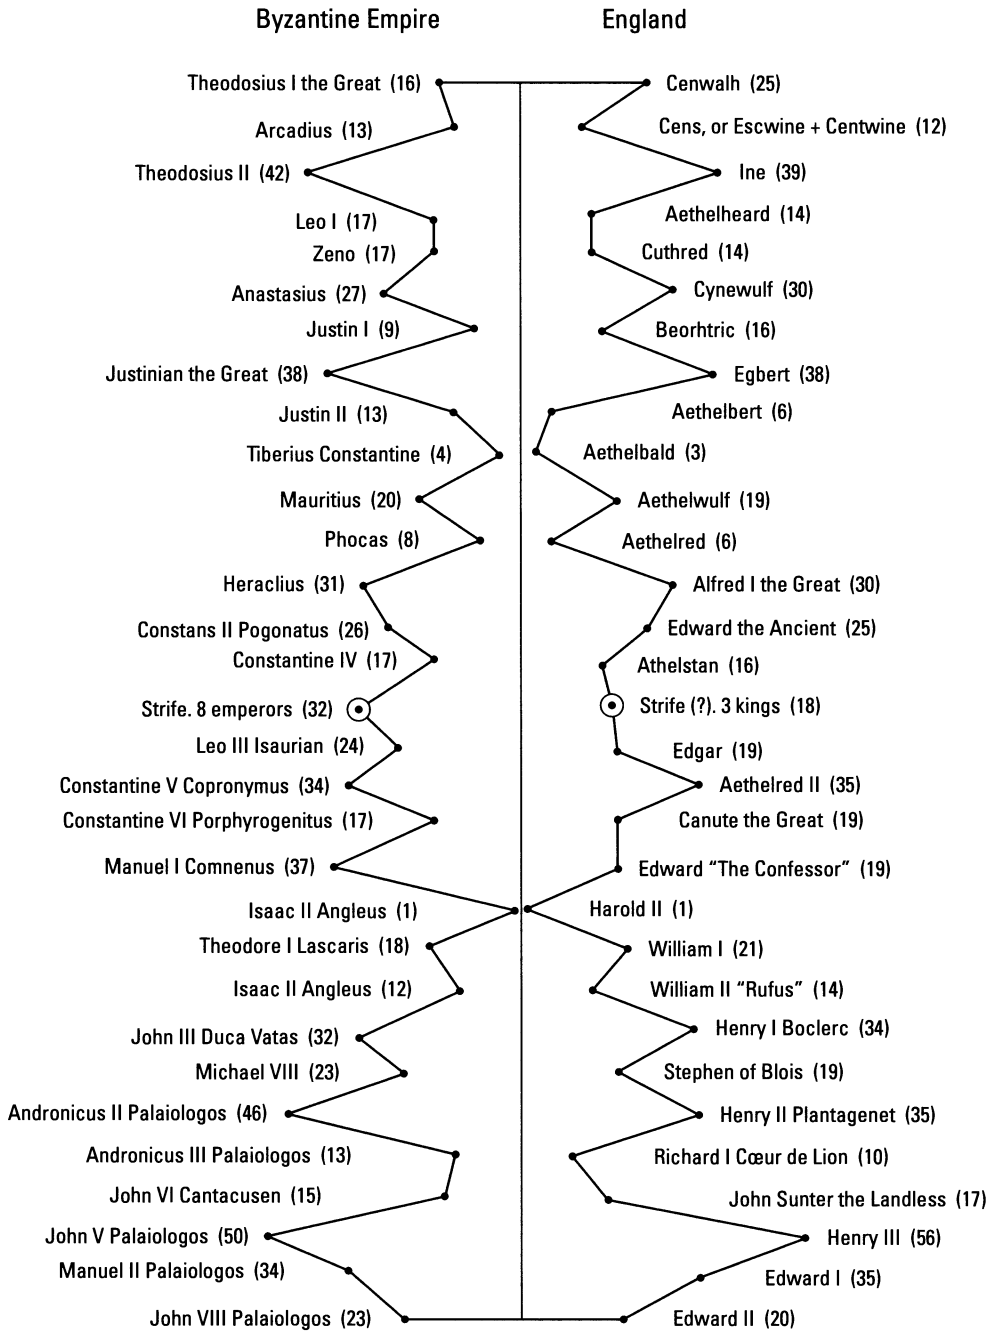 Byzantine Empire England
Theodosius I the Great (16) Cenwalh (25)
Arcadius (13) Cens, or Escwine + Centwine (12)
Theodosius II (42) Ine (39)
Leo I (17) Aethelheard (14)
Zeno (17) Cuthred (14)
Anastasius (27) Cynewulf (30)
Justin I (9) Beorhtric (16)
Justinian the Great (38) Egbert (38)
Justin II (13) Aethelbert (6)
Tiberius Constantine (4) Aethelbald (3)
Mauritius (20) Aethelwulf (19)
Phocas (8) Aethelred (6)
Heraclius (31) Alfred I the Great (30)
Constans II Pogonatus (26) Edward the Ancient (25)
Constantine IV (17) Athelstan (16)
Strife. 8 emperors (32) Strife (?). 3 kings (18)
Leo III Isaurian (24) Edgar (19)
Constantine V Copronymus (34) Aethelred II (35)
Constantine VI Porphyrogenitus (17) Canute the Great (19)
Manuel I Comnenus (37) Edward “The Confessor” (19)
Isaac II Angleus (1) Harold II (1)
Theodore I Lascaris (18) William I (21)
Isaac II Angleus (12) William II “Rufus” (14)
John III Duca Vatas (32) Henry I Boclerc (34)
Michael VIII (23) Stephen of Blois (19)
Andronicus II Palaiologos (46) Henry II Plantagenet (35)
Andronicus III Palaiologos (13) Richard I Cœur de Lion (10)
John VI Cantacusen (15) John Sunter the Landless (17)
John V Palaiologos (50) Henry III (56)
Manuel II Palaiologos (34) Edward I (35)
John VIII Palaiologos (23) Edward II (20)